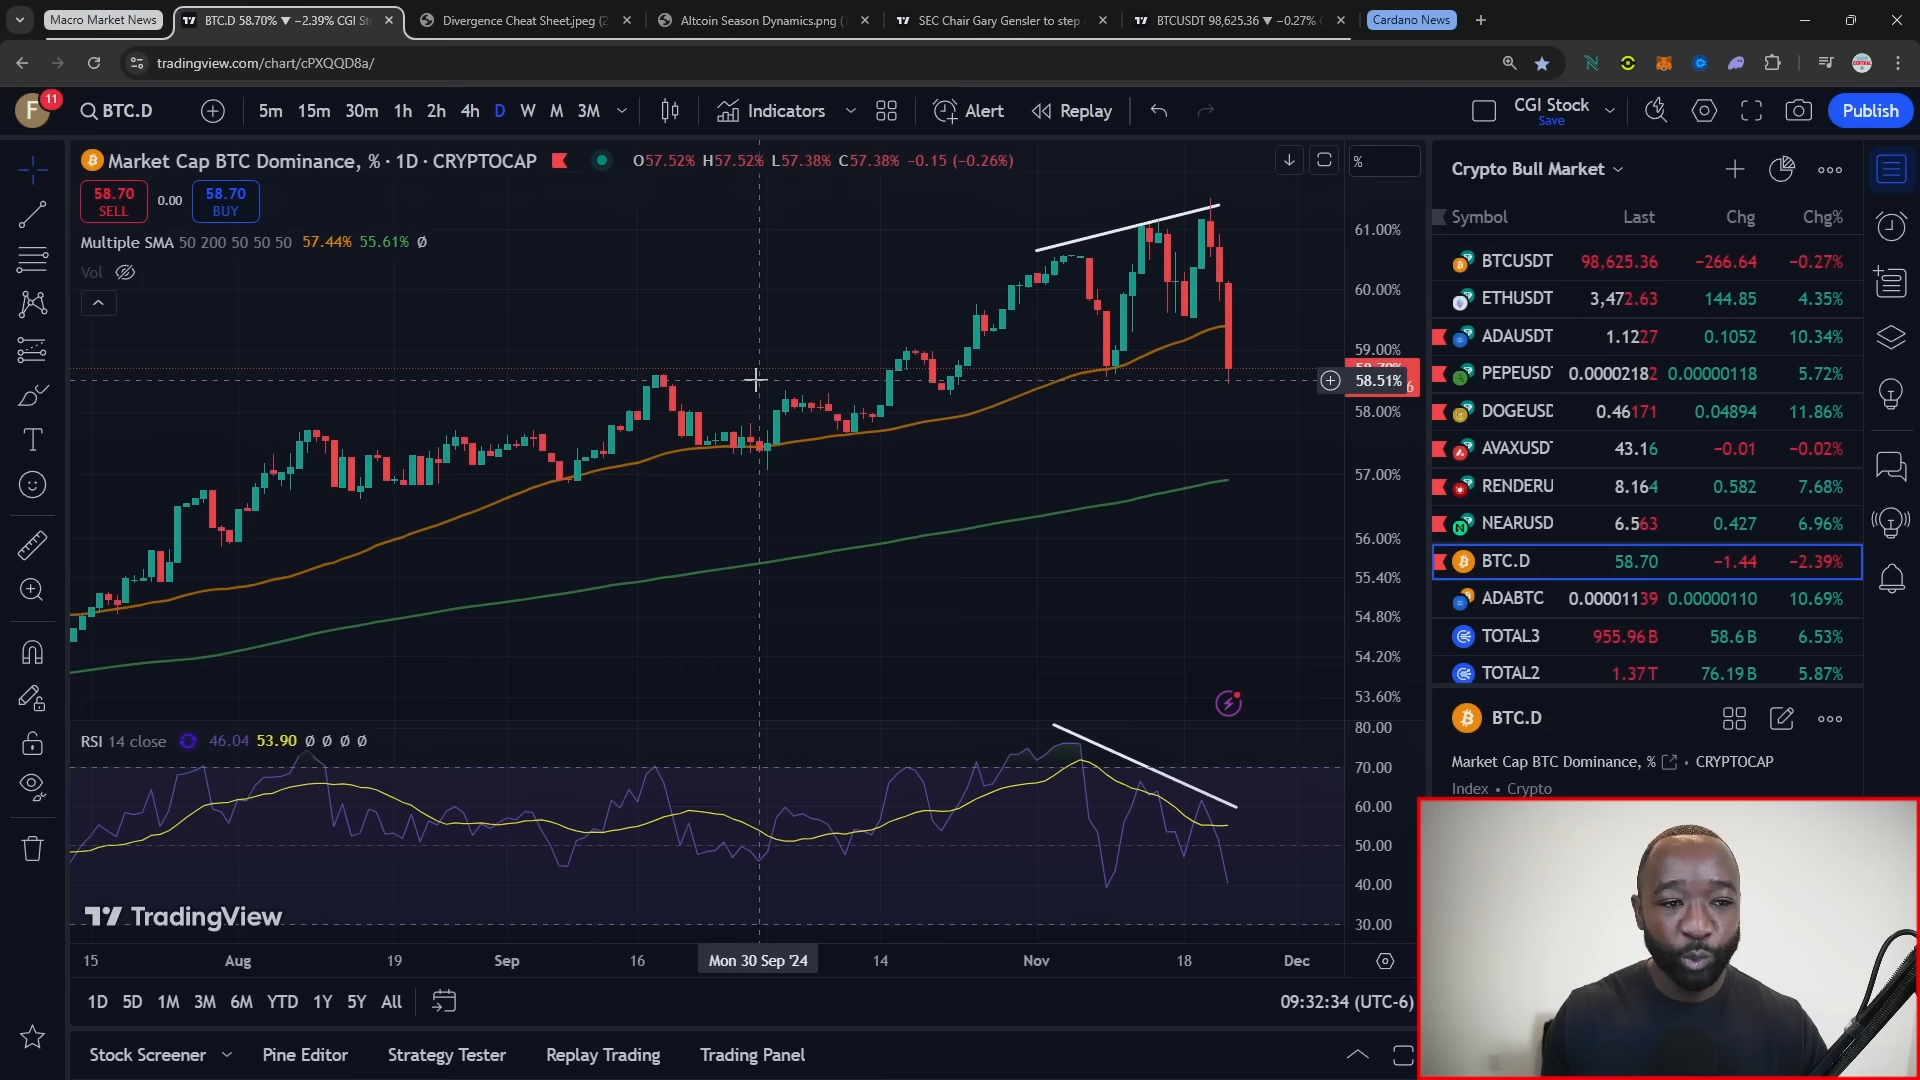 Macro Market News
BTC.D 58.70% ▼ −2.39% CGI St
Divergence Cheat Sheet.jpeg (2
Altcoin Season Dynamics.png (
SEC Chair Gary Gensler to step
BTCUSDT 98,625.36 ▼ −0.27%
Cardano News
tradingview.com/chart/cPXQQD8a/
F 11
BTC.D
5m 15m 30m 1h 2h 4h D W M 3M
Indicators
Alert
Replay
CGI Stock
Save
Publish
Market Cap BTC Dominance, % · 1D · CRYPTOCAP
O57.52% H57.52% L57.38% C57.38% −0.15 (−0.26%)
%
58.70 SELL
0.00
58.70 BUY
Multiple SMA 50 200 50 50 50 57.44% 55.61% Ø
Vol
61.00%
60.00%
59.00%
58.51%
58.00%
57.00%
56.00%
55.40%
54.80%
54.20%
53.60%
RSI 14 close 46.04 53.90 Ø Ø Ø Ø
80.00
70.00
60.00
50.00
40.00
30.00
TradingView
15 Aug 19 Sep 16 Mon 30 Sep '24 14 Nov 18 Dec
1D 5D 1M 3M 6M YTD 1Y 5Y All
09:32:34 (UTC-6)
Stock Screener
Pine Editor
Strategy Tester
Replay Trading
Trading Panel
Crypto Bull Market
Symbol Last Chg Chg%
BTCUSDT 98,625.36 −266.64 −0.27%
ETHUSDT 3,472.63 144.85 4.35%
ADAUSDT 1.1227 0.1052 10.34%
PEPEUSD 0.00002182 0.00000118 5.72%
DOGEUSD 0.46171 0.04894 11.86%
AVAXUSD 43.16 −0.01 −0.02%
RENDERU 8.164 0.582 7.68%
NEARUSD 6.563 0.427 6.96%
BTC.D 58.70 −1.44 −2.39%
ADABTC 0.00001139 0.00000110 10.69%
TOTAL3 955.96 B 58.6 B 6.53%
TOTAL2 1.37 T 76.19 B 5.87%
BTC.D
Market Cap BTC Dominance, % • CRYPTOCAP
Index • Crypto